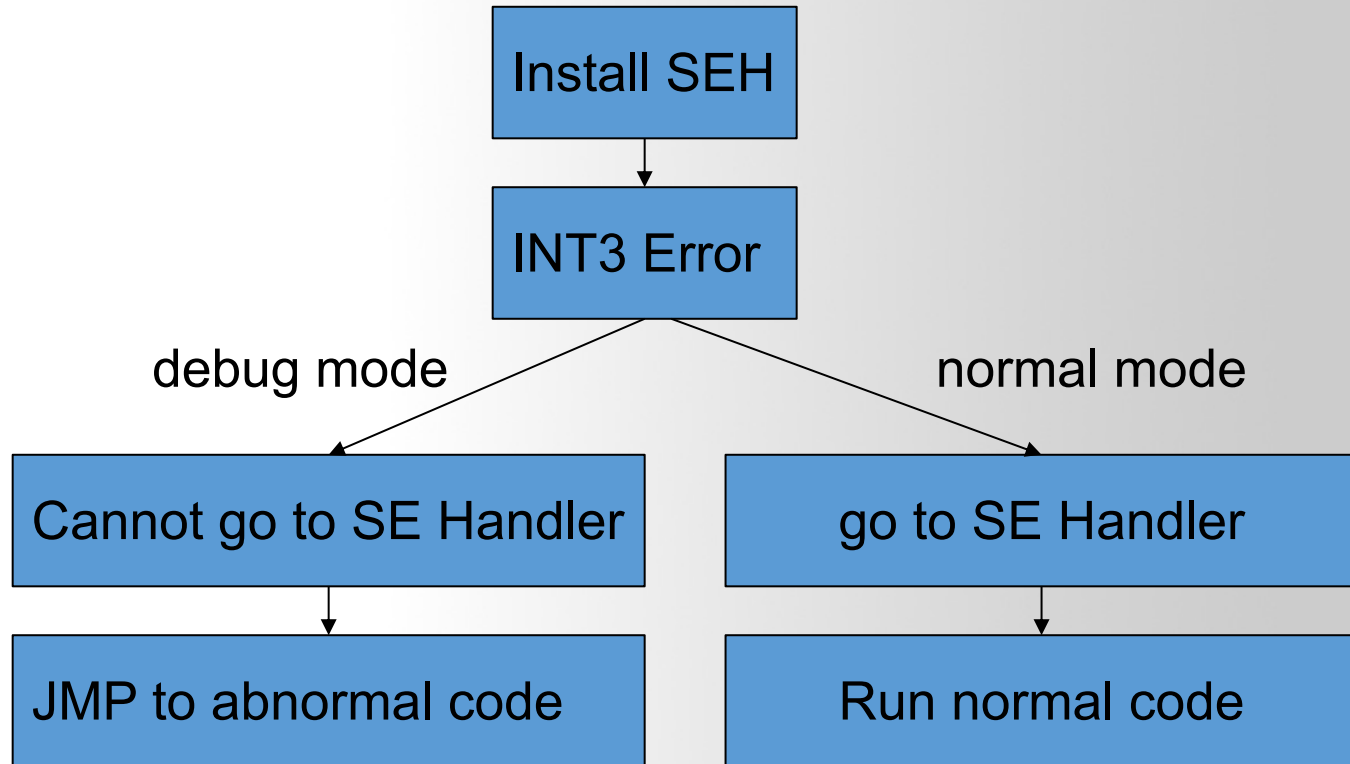 Install SEH
INT3 Error
debug mode
normal mode
Cannot go to SE Handler
go to SE Handler
JMP to abnormal code
Run normal code